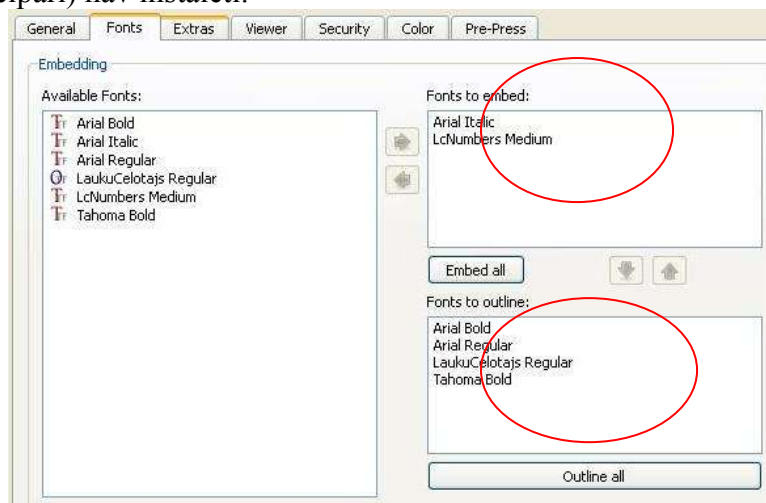 nav instalēti.
General Fonts Extras Viewer Security Color Pre-Press
Embedding
Available Fonts:
Arial Bold
Arial Italic
Arial Regular
LaukuCelotajs Regular
LcNumbers Medium
Tahoma Bold
Fonts to embed:
Arial Italic
LcNumbers Medium
Embed all
Fonts to outline:
Arial Bold
Arial Regular
LaukuCelotajs Regular
Tahoma Bold
Outline all